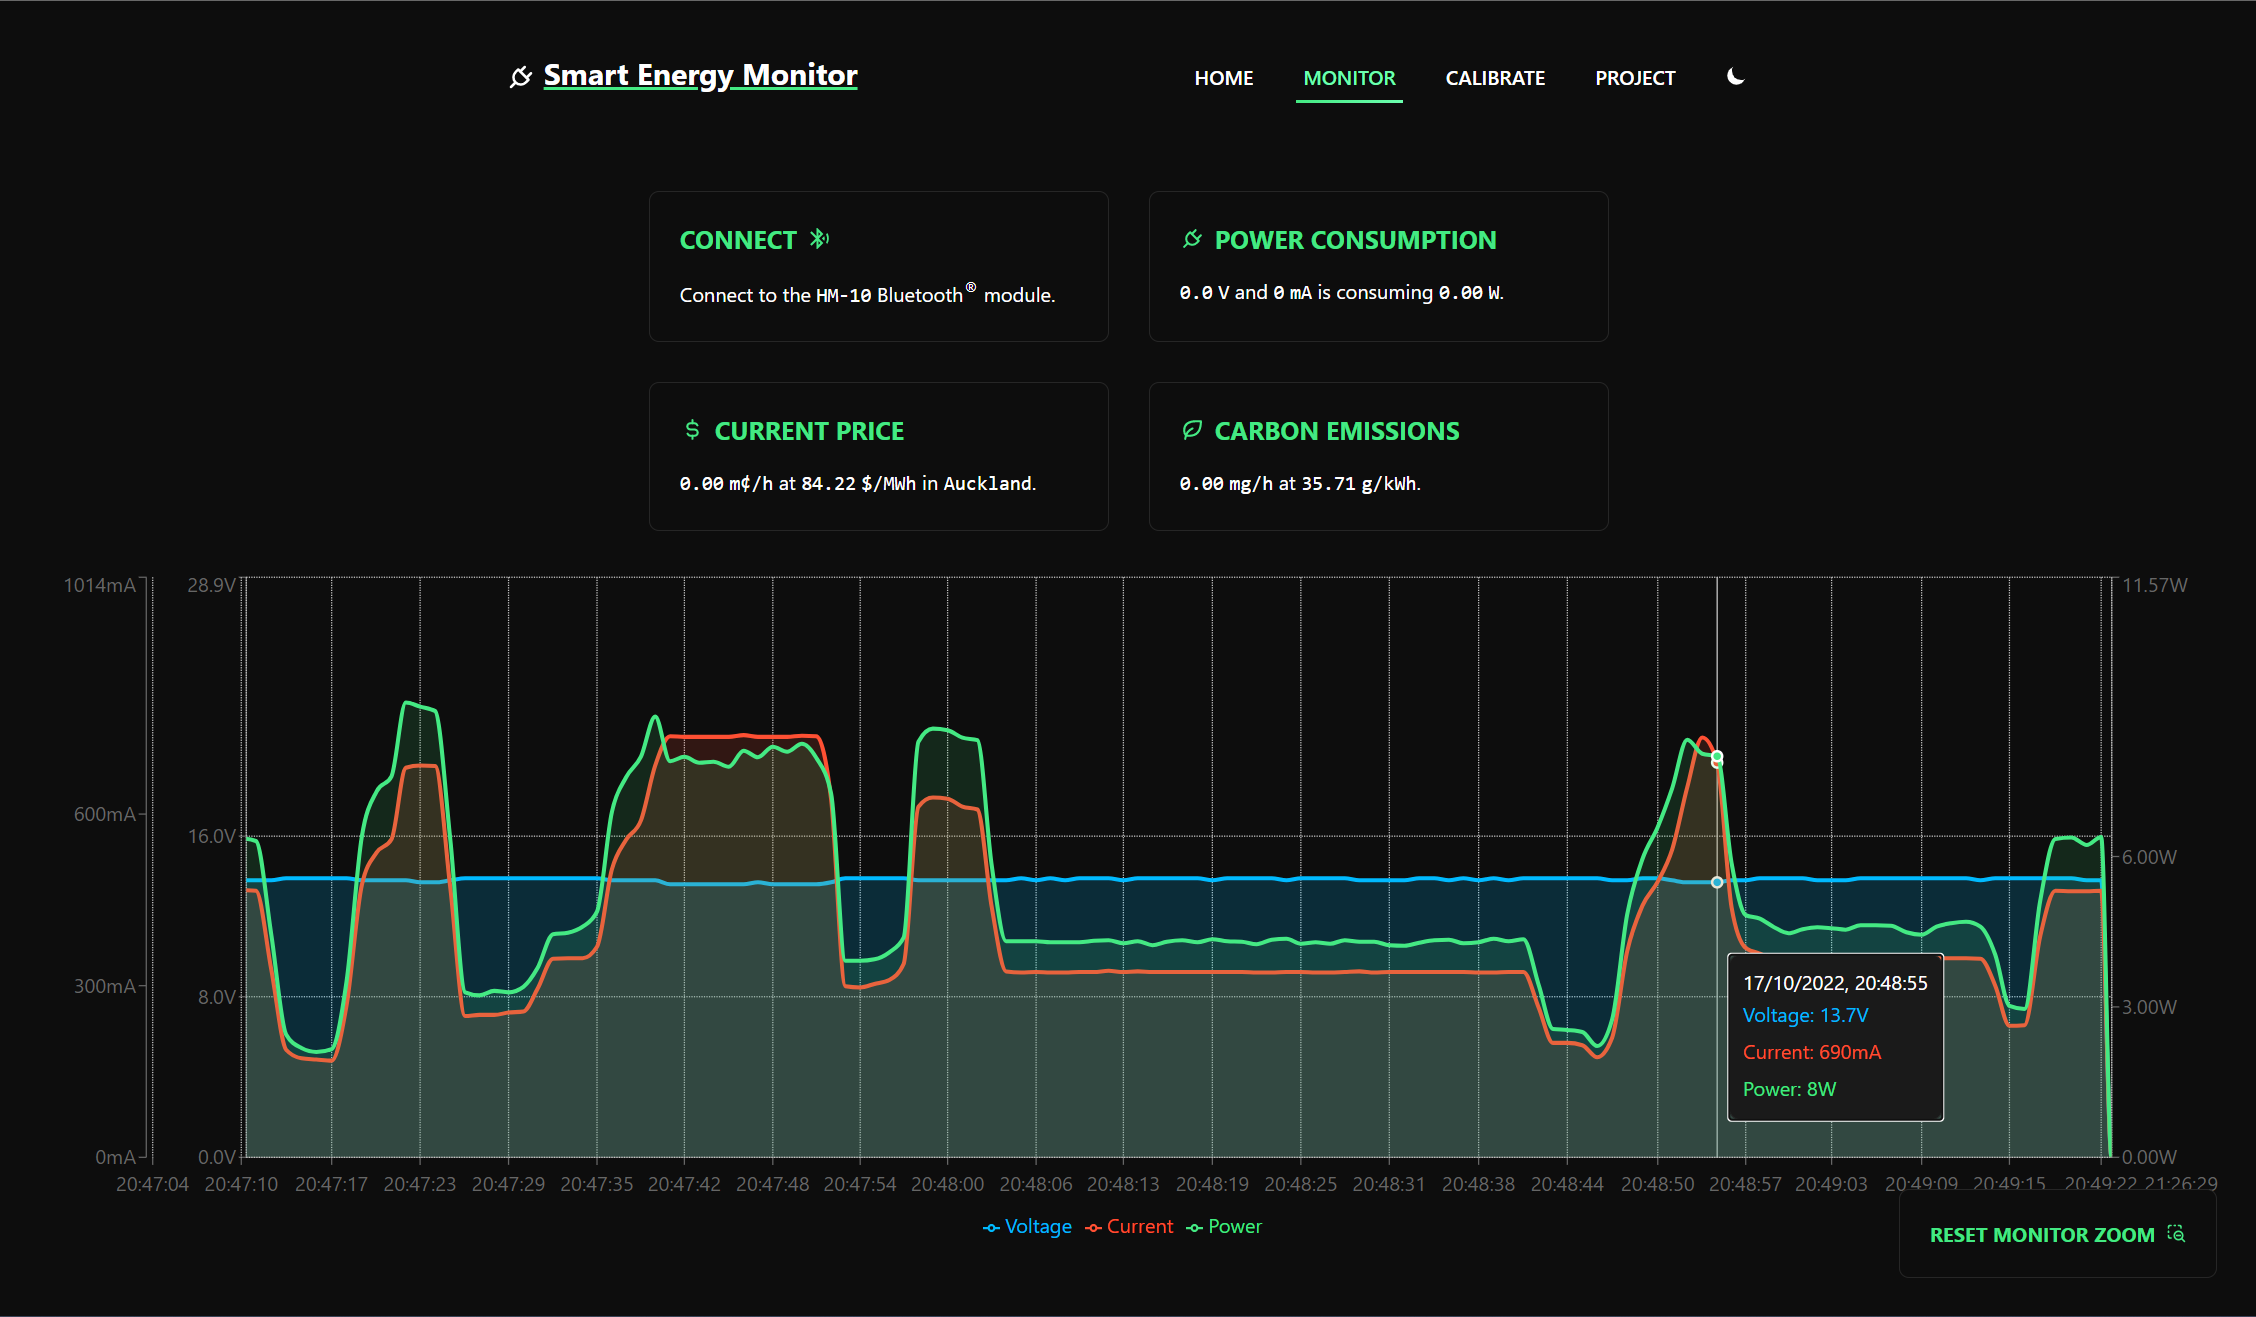 Smart Energy Monitor
HOME MONITOR CALIBRATE PROJECT
CONNECT
Connect to the HM-10 Bluetooth® module.
POWER CONSUMPTION
0.0 V and 0 mA is consuming 0.00 W.
CURRENT PRICE
0.00 m¢/h at 84.22 $/MWh in Auckland.
CARBON EMISSIONS
0.00 mg/h at 35.71 g/kWh.
1014mA 28.9V 11.57W
600mA 16.0V 6.00W
300mA 8.0V 3.00W
0mA 0.0V 0.00W
17/10/2022, 20:48:55
Voltage: 13.7V
Current: 690mA
Power: 8W
20:47:04 20:47:10 20:47:17 20:47:23 20:47:29 20:47:35 20:47:42 20:47:48 20:47:54 20:48:00 20:48:06 20:48:13 20:48:19 20:48:25 20:48:31 20:48:38 20:48:44 20:48:50 20:48:57 20:49:03 20:49:09 20:49:15 20:49:22 21:26:29
Voltage Current Power
RESET MONITOR ZOOM